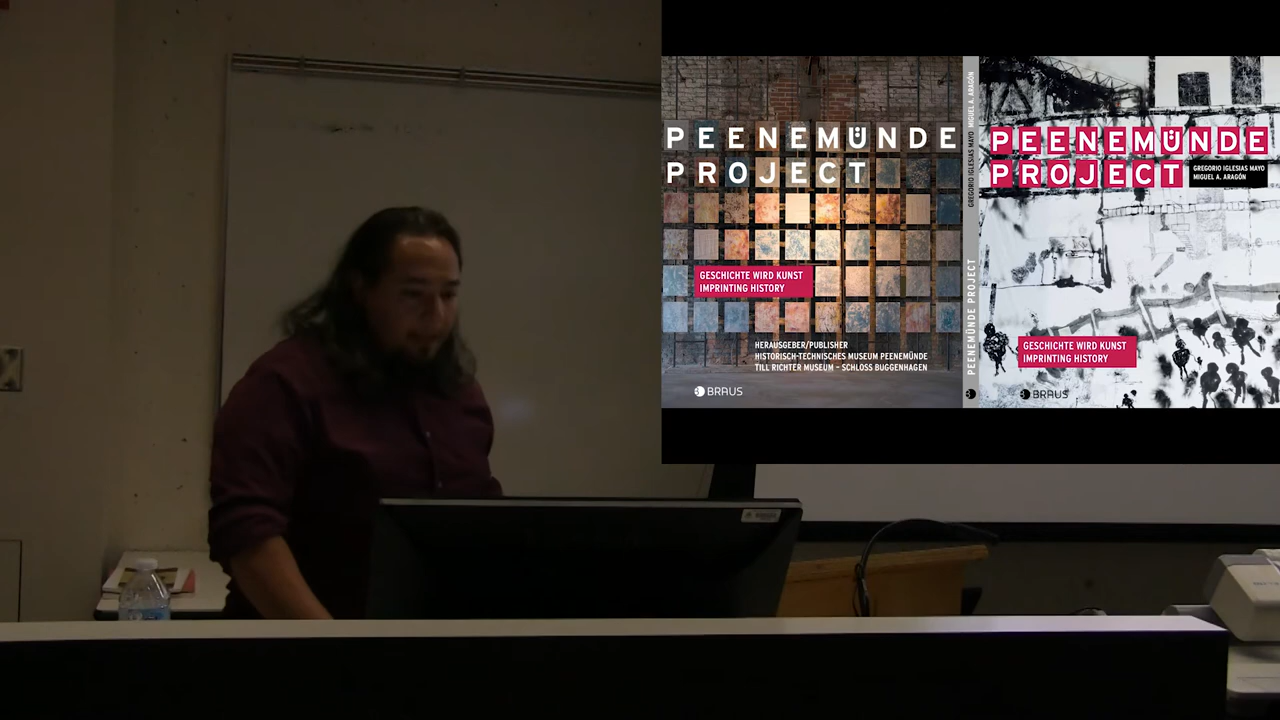 PEENEMÜNDE
PROJECT
GESCHICHTE WIRD KUNST
IMPRINTING HISTORY
HERAUSGEBER/PUBLISHER
HISTORISCH-TECHNISCHES MUSEUM PEENEMÜNDE
TILL RICHTER MUSEUM – SCHLOSS BUGGENHAGEN
BRAUS
PEENEMÜNDE PROJECT GREGORIO IGLESIAS MAYO MIGUEL A. ARAGÓN
PEENEMÜNDE
PROJECT
GREGORIO IGLESIAS MAYO
MIGUEL A. ARAGÓN
GESCHICHTE WIRD KUNST
IMPRINTING HISTORY
BRAUS